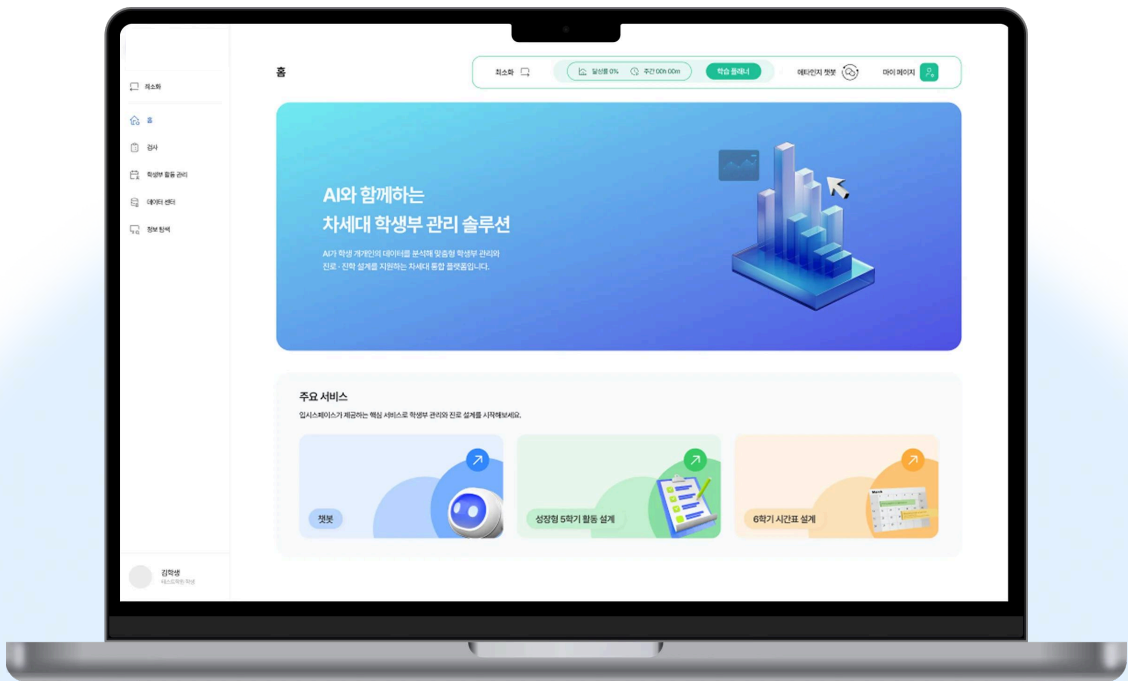 최소화
홈
검사
학생부 활동 관리
데이터 센터
정보 탐색
김학생
테스트학원 학생
홈
최소화
달성률 0%
주간 00h 00m
학습 플래너
메타인지 챗봇
마이 페이지
AI와 함께하는
차세대 학생부 관리 솔루션
AI가 학생 개개인의 데이터를 분석해 맞춤형 학생부 관리와
진로·진학 설계를 지원하는 차세대 통합 플랫폼입니다.
주요 서비스
입시스페이스가 제공하는 핵심 서비스로 학생부 관리와 진로 설계를 시작해보세요.
챗봇
성장형 5학기 활동 설계
6학기 시간표 설계
March